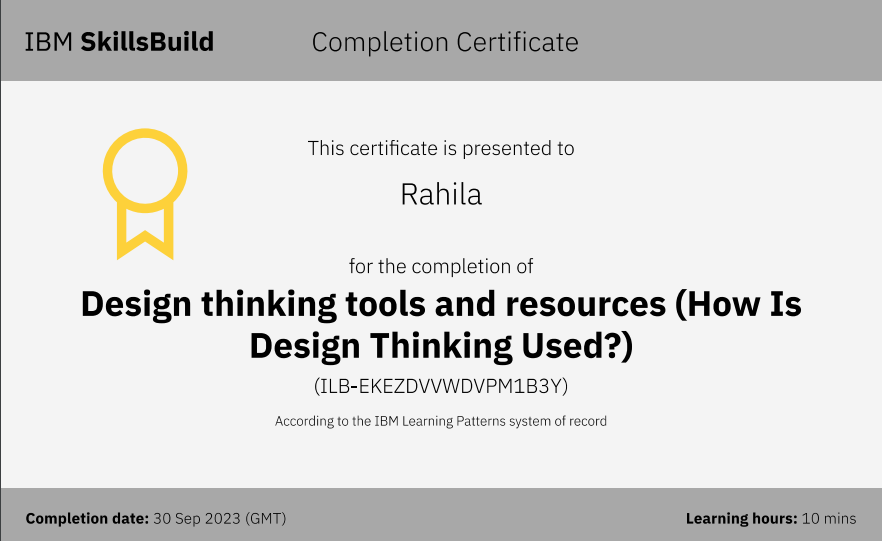 IBM SkillsBuild
Completion Certificate
This certificate is presented to
Rahila
for the completion of
Design thinking tools and resources (How Is
Design Thinking Used?)
(ILB-EKEZDVVWDVPM1B3Y)
According to the IBM Learning Patterns system of record
Completion date: 30 Sep 2023 (GMT)
Learning hours: 10 mins